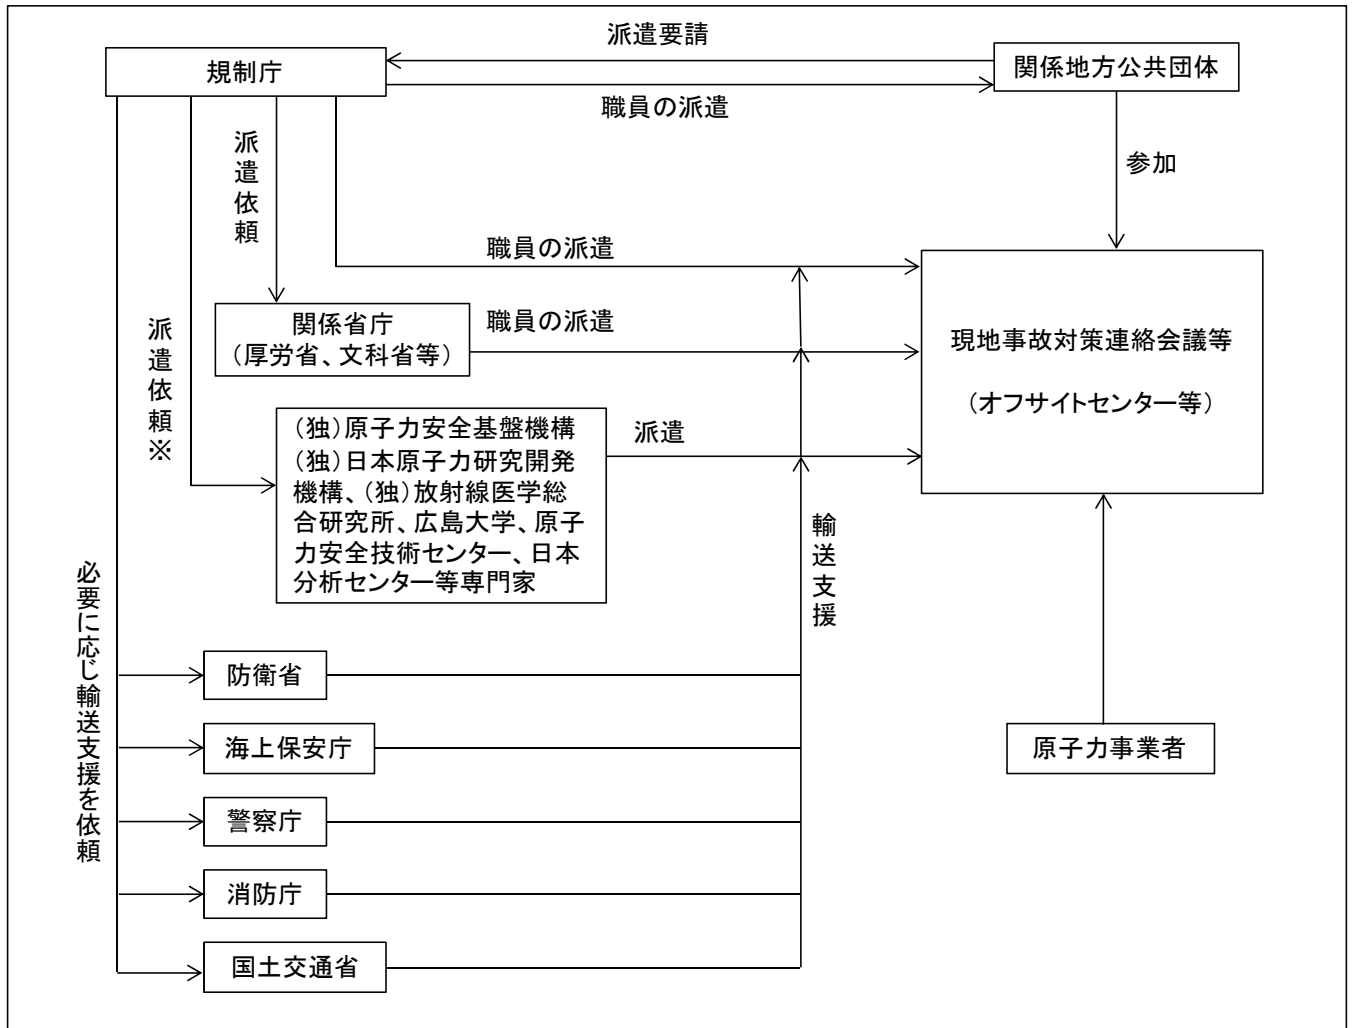 派遣要請
規制庁
関係地方公共団体
職員の派遣
派遣依頼
参加
職員の派遣
関係省庁
(厚労省、文科省等)
職員の派遣
現地事故対策連絡会議等
(オフサイトセンター等)
派遣依頼※
(独)原子力安全基盤機構
(独)日本原子力研究開発
機構、(独)放射線医学総
合研究所、広島大学、原子
力安全技術センター、日本
分析センター等専門家
派遣
輸送支援
必要に応じ輸送支援を依頼
防衛省
海上保安庁
原子力事業者
警察庁
消防庁
国土交通省